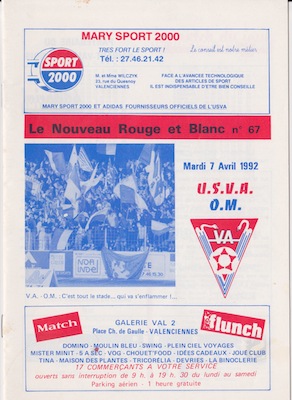 MARY SPORT 2000
TRES FORT LE SPORT !
Le conseil est notre métier
Tél. : 27.46.21.42
SPORT
2000
M. et Mme WILCZYK
33, rue du Quesnoy
VALENCIENNES
FACE A L'AVANCEE TECHNOLOGIQUE
DES ARTICLES DE SPORT
IL EST INDISPENSABLE D'ETRE BIEN CONSEILLE
MARY SPORT 2000 ET ADIDAS FOURNISSEURS OFFICIELS DE L'USVA
Le Nouveau Rouge et Blanc n° 67
Mardi 7 Avril 1992
U.S.V.A.
O.M.
VA
V.A. - O.M. : C'est tout le stade... qui va s'enflammer !...
Match
GALERIE VAL 2
Place Ch. de Gaulle - VALENCIENNES
flunch
DOMINO - MOULIN BLEU - SWING - PLEIN CIEL VOYAGES
MISTER MINIT - 5 A SEC - VOG - CHOUET'FOOD - IDÉES CADEAUX - JOUÉ CLUB
TINA - MAISON DES PLANTES - TRICORELIA - DEVRIES - LA BINOCLERIE
17 COMMERÇANTS A VOTRE SERVICE
ouverts sans interruption de 9 h. à 19 h. 30 du lundi au samedi
Parking aérien - 1 heure gratuite